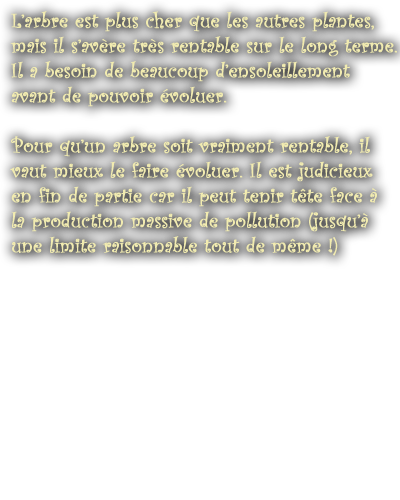 L'arbre est plus cher que les autres plantes,
mais il s'avère très rentable sur le long terme.
Il a besoin de beaucoup d'ensoleillement
avant de pouvoir évoluer.
Pour qu'un arbre soit vraiment rentable, il
vaut mieux le faire évoluer. Il est judicieux
en fin de partie car il peut tenir tête face à
la production massive de pollution (jusqu'à
une limite raisonnable tout de même !)